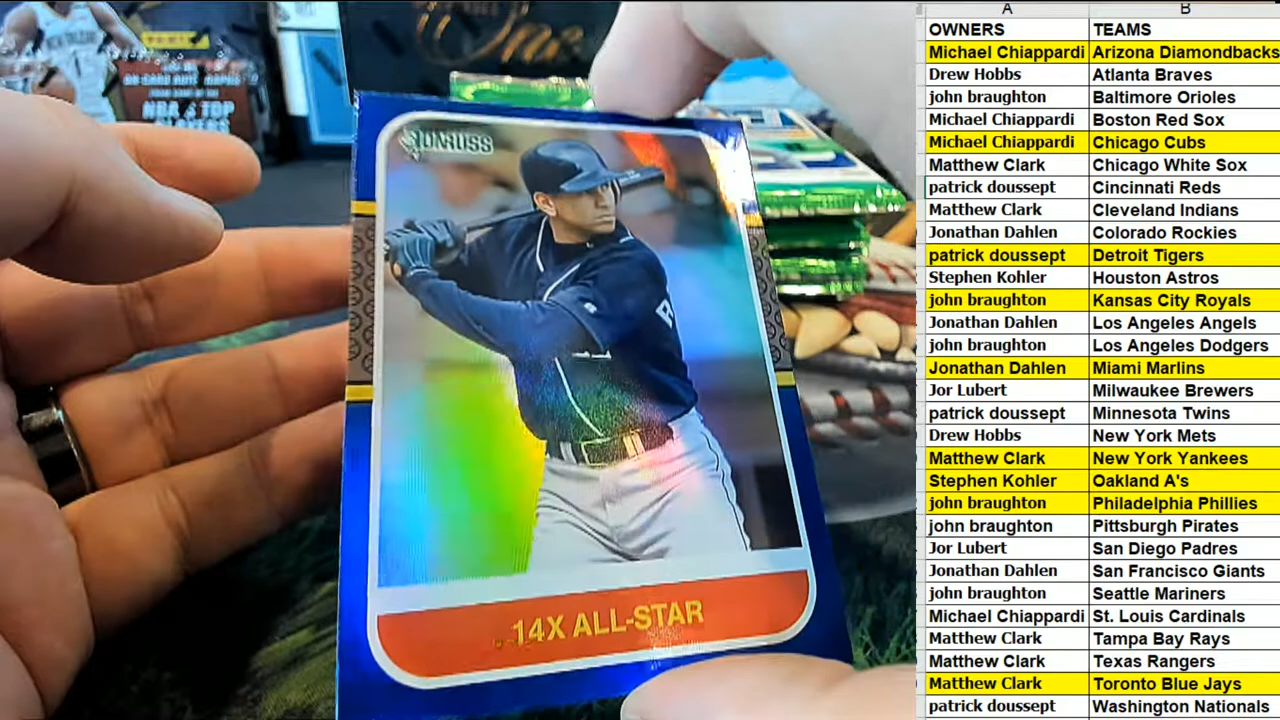 One
NBA'S TOP
PLAYERS
DONRUSS
14X ALL-STAR
A B
OWNERS TEAMS
Michael Chiappardi Arizona Diamondbacks
Drew Hobbs Atlanta Braves
john braughton Baltimore Orioles
Michael Chiappardi Boston Red Sox
Michael Chiappardi Chicago Cubs
Matthew Clark Chicago White Sox
patrick doussept Cincinnati Reds
Matthew Clark Cleveland Indians
Jonathan Dahlen Colorado Rockies
patrick doussept Detroit Tigers
Stephen Kohler Houston Astros
john braughton Kansas City Royals
Jonathan Dahlen Los Angeles Angels
john braughton Los Angeles Dodgers
Jonathan Dahlen Miami Marlins
Jor Lubert Milwaukee Brewers
patrick doussept Minnesota Twins
Drew Hobbs New York Mets
Matthew Clark New York Yankees
Stephen Kohler Oakland A's
john braughton Philadelphia Phillies
john braughton Pittsburgh Pirates
Jor Lubert San Diego Padres
Jonathan Dahlen San Francisco Giants
john braughton Seattle Mariners
Michael Chiappardi St. Louis Cardinals
Matthew Clark Tampa Bay Rays
Matthew Clark Texas Rangers
Matthew Clark Toronto Blue Jays
patrick doussept Washington Nationals